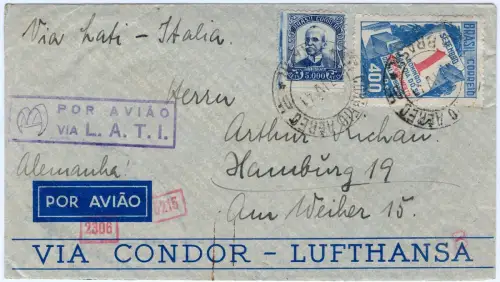 Via Lati - Italia
BRASIL CORREIO
5.000
BRASIL CORREIO
400
Herrn
POR AVIÃO
VIA L. A. T. I.
Arthur
Alemanha!
Hamburg 19
Am Weiher 15.
POR AVIÃO
6215
2306
VIA CONDOR - LUFTHANSA